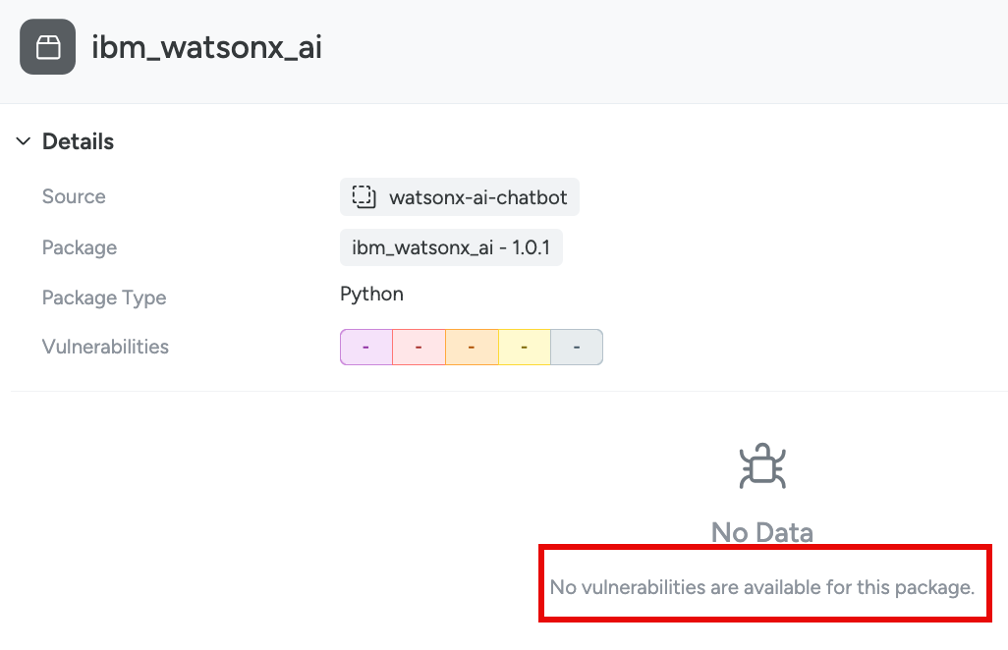 ibm_watsonx_ai
Details
Source watsonx-ai-chatbot
Package ibm_watsonx_ai - 1.0.1
Package Type Python
Vulnerabilities - - - - -
No Data
No vulnerabilities are available for this package.